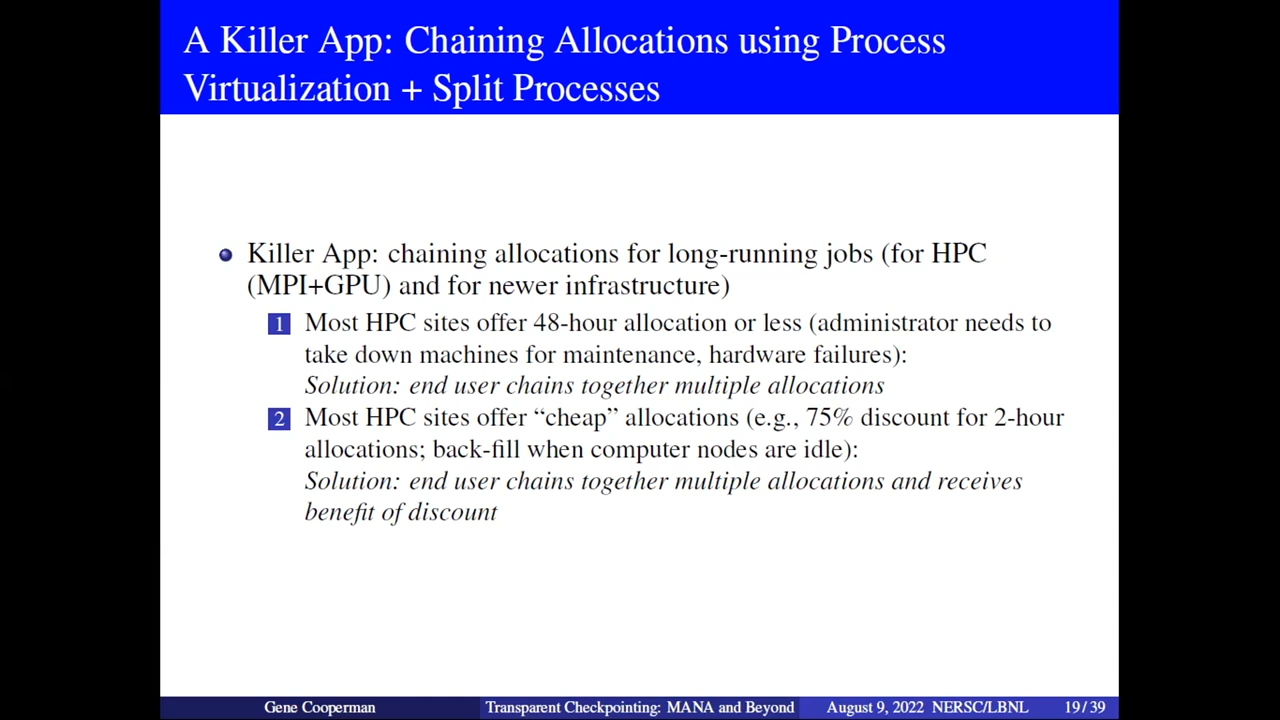 A Killer App: Chaining Allocations using Process
Virtualization + Split Processes
Killer App: chaining allocations for long-running jobs (for HPC
(MPI+GPU) and for newer infrastructure)
1 Most HPC sites offer 48-hour allocation or less (administrator needs to
take down machines for maintenance, hardware failures):
Solution: end user chains together multiple allocations
2 Most HPC sites offer “cheap” allocations (e.g., 75% discount for 2-hour
allocations; back-fill when computer nodes are idle):
Solution: end user chains together multiple allocations and receives
benefit of discount
Gene Cooperman Transparent Checkpointing: MANA and Beyond August 9, 2022 NERSC/LBNL 19 / 39